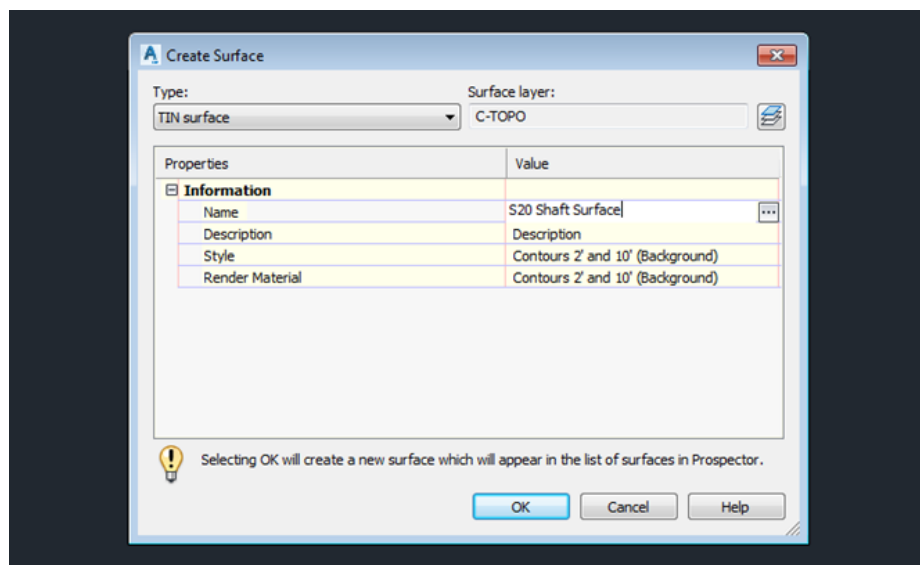 Create Surface
Type: Surface layer:
TIN surface C-TOPO
Properties Value
Information
Name S20 Shaft Surface
Description Description
Style Contours 2' and 10' (Background)
Render Material Contours 2' and 10' (Background)
Selecting OK will create a new surface which will appear in the list of surfaces in Prospector.
OK Cancel Help